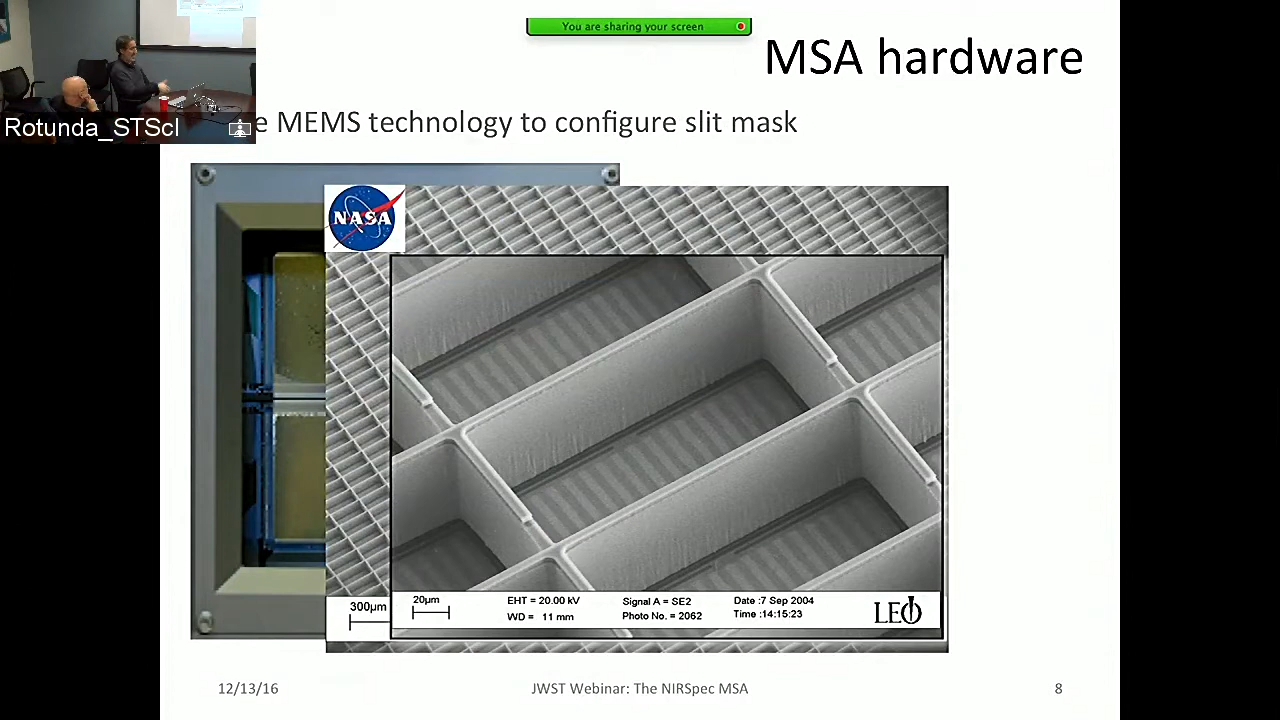 You are sharing your screen
MSA hardware
Rotunda_STScI
e MEMS technology to configure slit mask
NASA
300µm
20µm
EHT = 20.00 kV
WD = 11 mm
Signal A = SE2
Photo No. = 2062
Date :7 Sep 2004
Time :14:15:23
LEO
12/13/16
JWST Webinar: The NIRSpec MSA
8